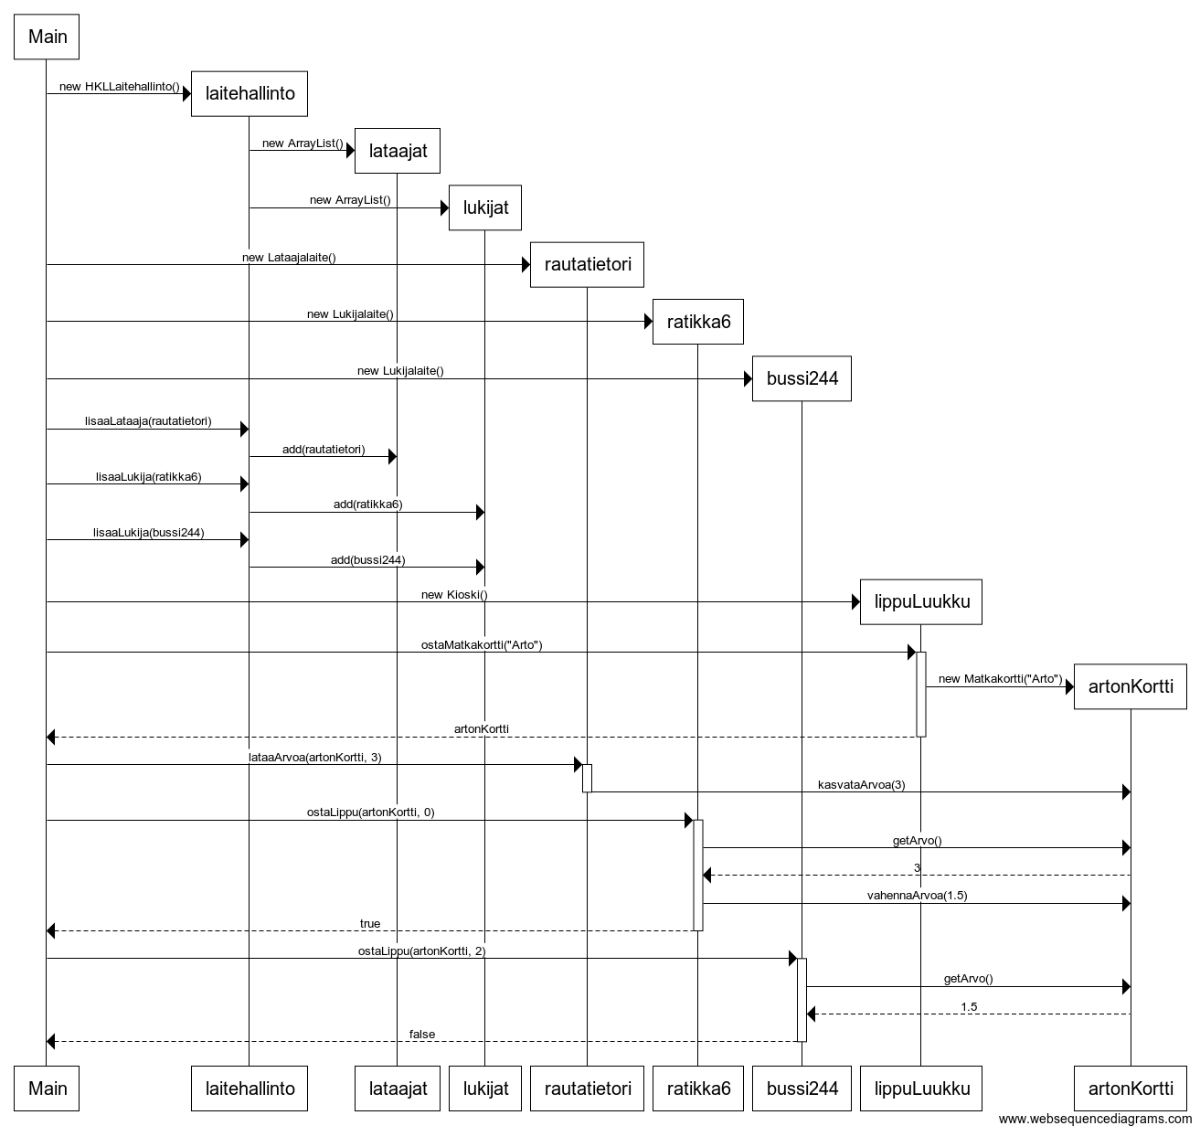 Main
new HKLLaitehallinto()
laitehallinto
new ArrayList()
lataajat
new ArrayList()
lukijat
new Lataajalaite()
rautatietori
new Lukijalaite()
ratikka6
new Lukijalaite()
bussi244
lisaaLataaja(rautatietori)
add(rautatietori)
lisaaLukija(ratikka6)
add(ratikka6)
lisaaLukija(bussi244)
add(bussi244)
new Kioski()
lippuLuukku
ostaMatkakortti("Arto")
new Matkakortti("Arto")
artonKortti
artonKortti
lataaArvoa(artonKortti, 3)
kasvataArvoa(3)
ostaLippu(artonKortti, 0)
getArvo()
3
vahennaArvoa(1.5)
true
ostaLippu(artonKortti, 2)
getArvo()
1.5
false
Main laitehallinto lataajat lukijat rautatietori ratikka6 bussi244 lippuLuukku artonKortti
www.websequencediagrams.com